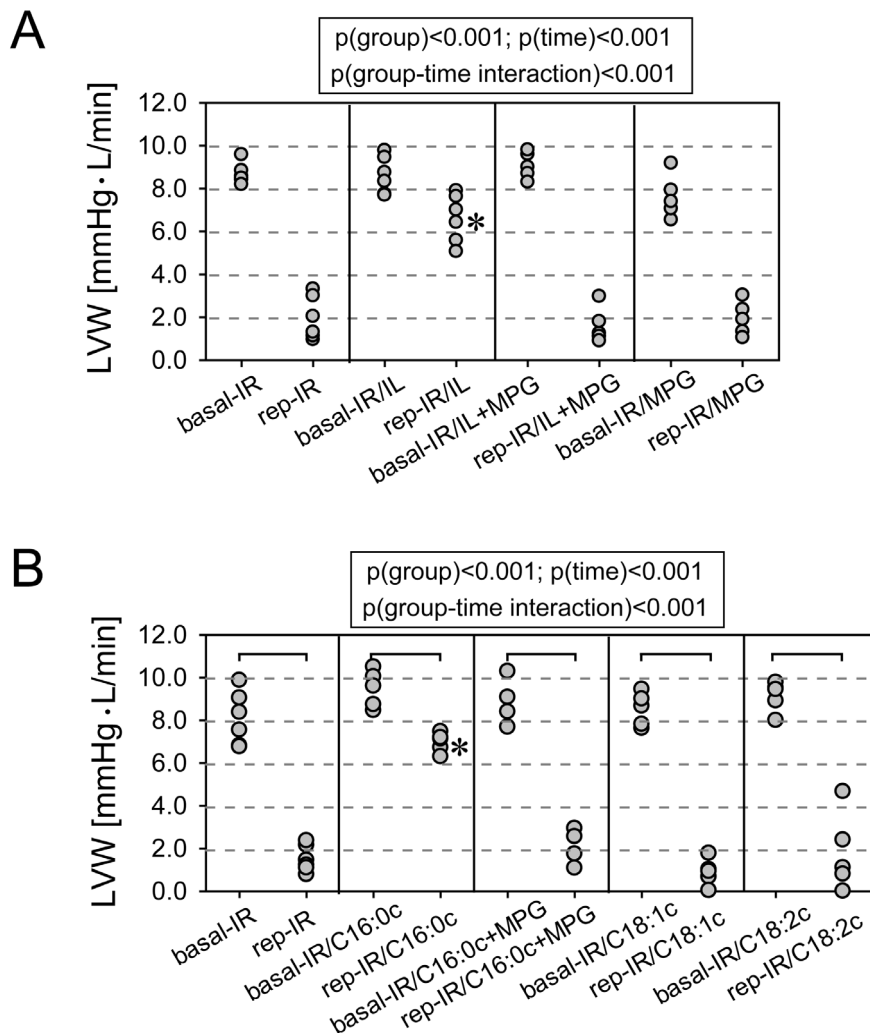 A
p(group)<0.001; p(time)<0.001
p(group-time interaction)<0.001
LVW [mmHg·L/min]
12.0
10.0
8.0
6.0
4.0
2.0
0.0
*
basal-IR
rep-IR
basal-IR/IL
rep-IR/IL
basal-IR/IL+MPG
rep-IR/IL+MPG
basal-IR/MPG
rep-IR/MPG
B
p(group)<0.001; p(time)<0.001
p(group-time interaction)<0.001
LVW [mmHg·L/min]
12.0
10.0
8.0
6.0
4.0
2.0
0.0
*
basal-IR
rep-IR
basal-IR/C16:0c
rep-IR/C16:0c
basal-IR/C16:0c+MPG
rep-IR/C16:0c+MPG
basal-IR/C18:1c
rep-IR/C18:1c
basal-IR/C18:2c
rep-IR/C18:2c